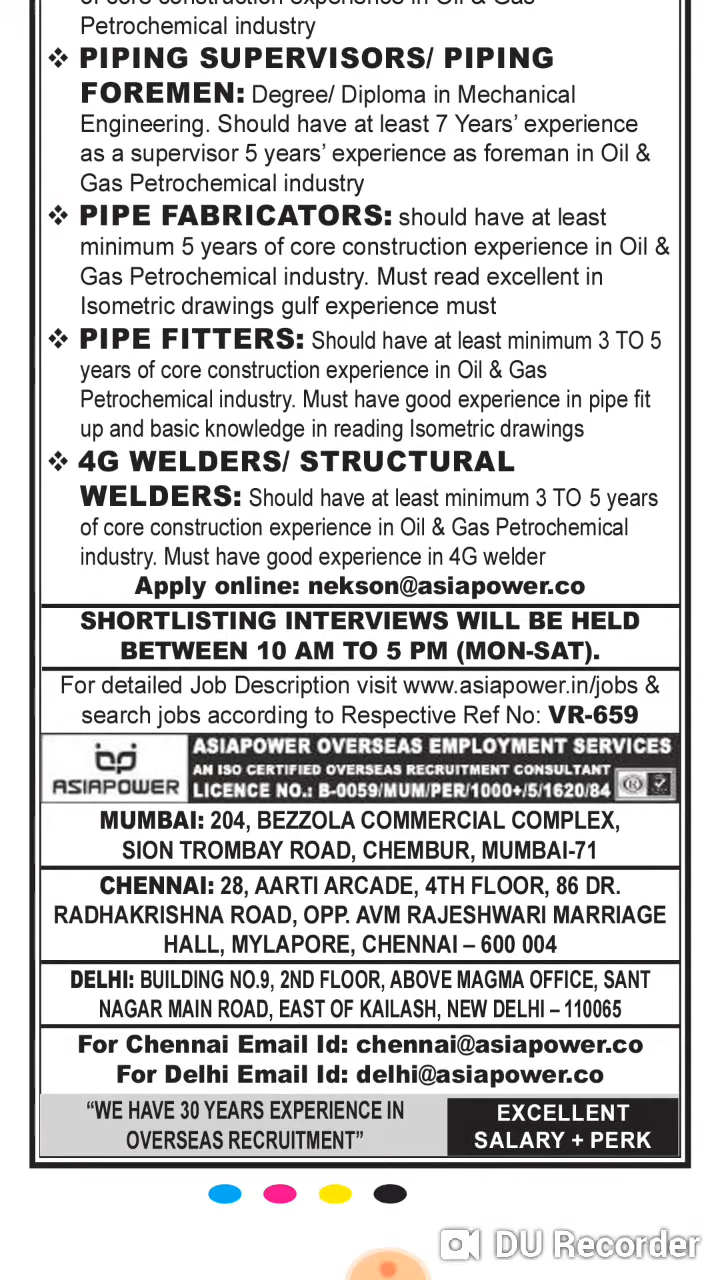 Petrochemical industry
❖ PIPING SUPERVISORS/ PIPING
FOREMEN: Degree/ Diploma in Mechanical
Engineering. Should have at least 7 Years' experience
as a supervisor 5 years' experience as foreman in Oil &
Gas Petrochemical industry
❖ PIPE FABRICATORS: should have at least
minimum 5 years of core construction experience in Oil &
Gas Petrochemical industry. Must read excellent in
Isometric drawings gulf experience must
❖ PIPE FITTERS: Should have at least minimum 3 TO 5
years of core construction experience in Oil & Gas
Petrochemical industry. Must have good experience in pipe fit
up and basic knowledge in reading Isometric drawings
❖ 4G WELDERS/ STRUCTURAL
WELDERS: Should have at least minimum 3 TO 5 years
of core construction experience in Oil & Gas Petrochemical
industry. Must have good experience in 4G welder
Apply online: nekson@asiapower.co
SHORTLISTING INTERVIEWS WILL BE HELD
BETWEEN 10 AM TO 5 PM (MON-SAT).
For detailed Job Description visit www.asiapower.in/jobs &
search jobs according to Respective Ref No: VR-659
ASIAPOWER
ASIAPOWER OVERSEAS EMPLOYMENT SERVICES
AN ISO CERTIFIED OVERSEAS RECRUITMENT CONSULTANT
LICENCE NO.: B-0059/MUM/PER/1000+/5/1620/84
MUMBAI: 204, BEZZOLA COMMERCIAL COMPLEX,
SION TROMBAY ROAD, CHEMBUR, MUMBAI-71
CHENNAI: 28, AARTI ARCADE, 4TH FLOOR, 86 DR.
RADHAKRISHNA ROAD, OPP. AVM RAJESHWARI MARRIAGE
HALL, MYLAPORE, CHENNAI – 600 004
DELHI: BUILDING NO.9, 2ND FLOOR, ABOVE MAGMA OFFICE, SANT
NAGAR MAIN ROAD, EAST OF KAILASH, NEW DELHI – 110065
For Chennai Email Id: chennai@asiapower.co
For Delhi Email Id: delhi@asiapower.co
“WE HAVE 30 YEARS EXPERIENCE IN
OVERSEAS RECRUITMENT”
EXCELLENT
SALARY + PERK
DU Recorder